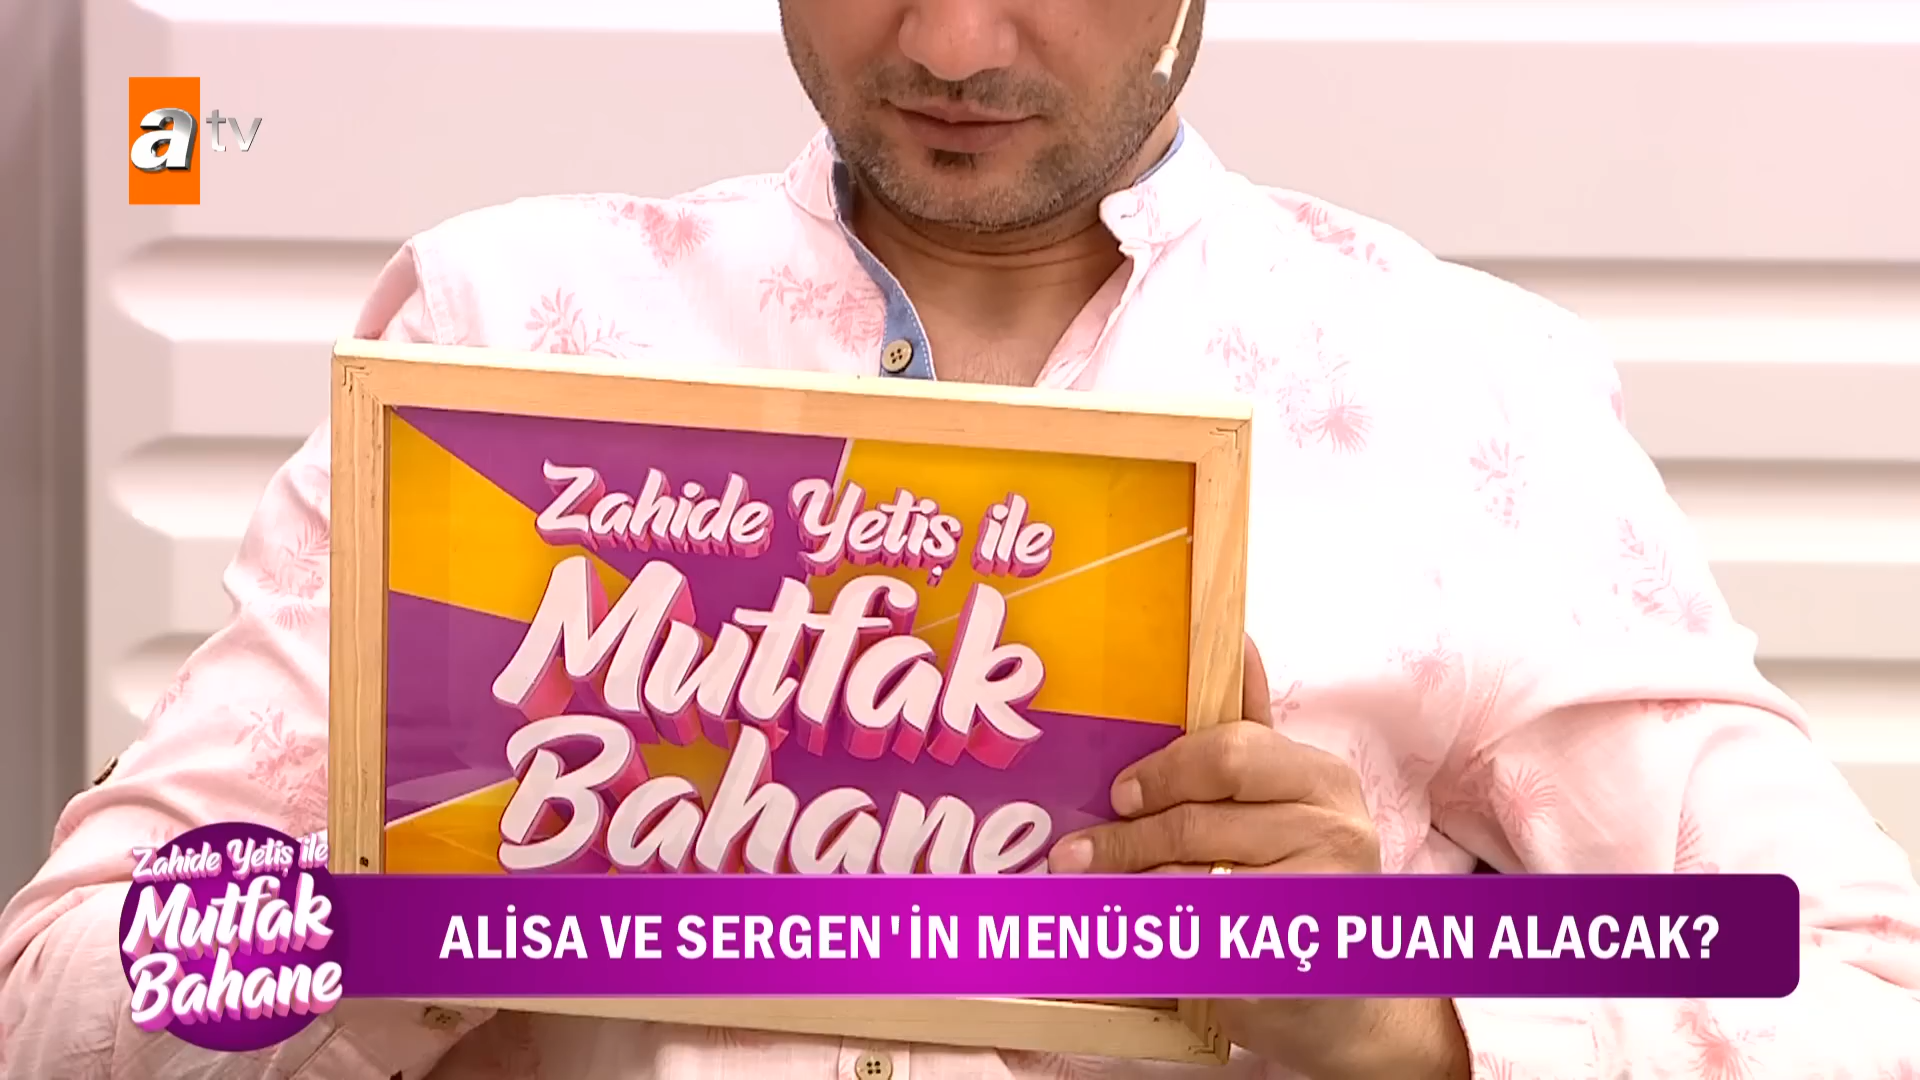 atv
Zahide Yetiş ile
Mutfak
Bahane
Zahide Yetiş ile
Mutfak
Bahane
ALİSA VE SERGEN'İN MENÜSÜ KAÇ PUAN ALACAK?